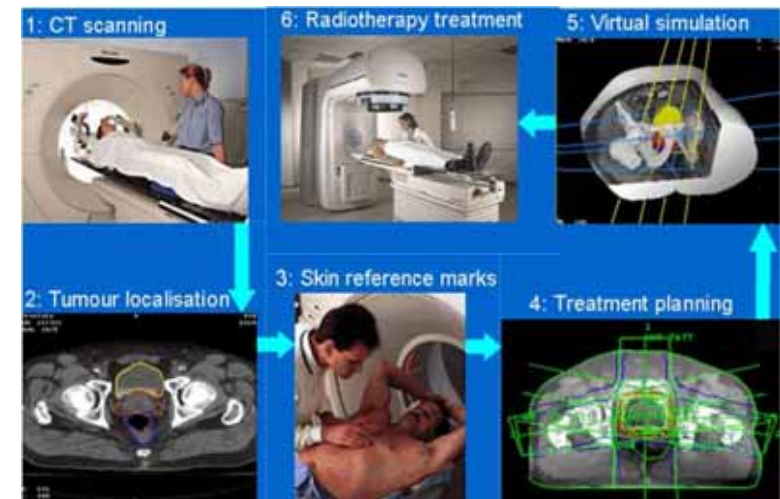 1: CT scanning
6: Radiotherapy treatment
5: Virtual simulation
2: Tumour localisation
3: Skin reference marks
4: Treatment planning